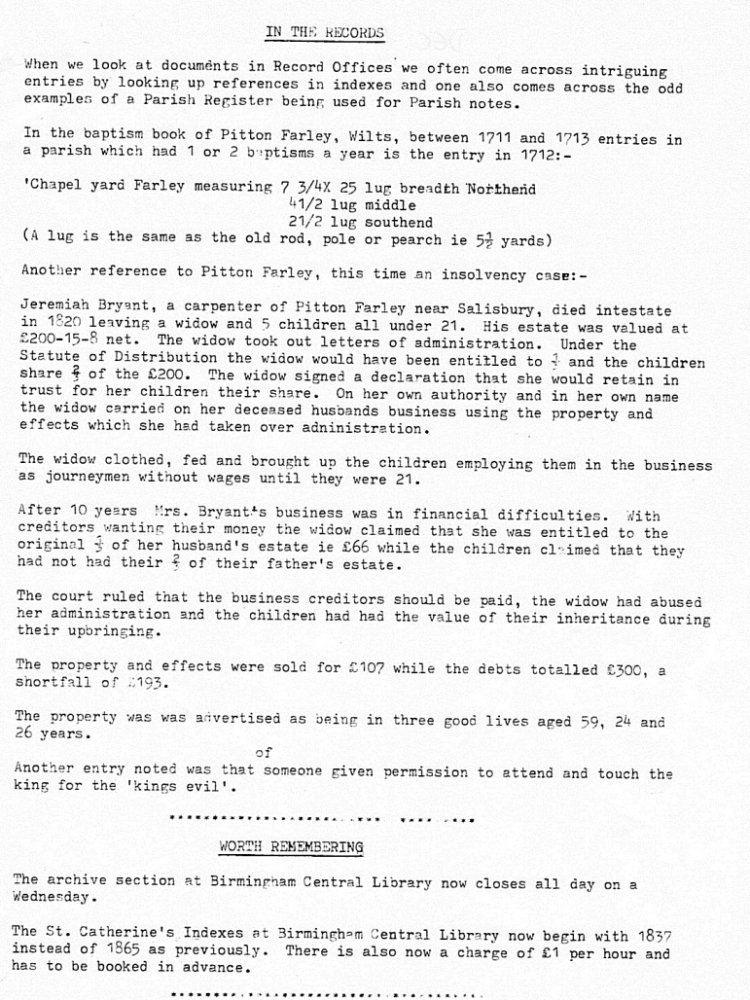 IN THE RECORDS
When we look at documents in Record Offices we often come across intriguing
entries by looking up references in indexes and one also comes across the odd
examples of a Parish Register being used for Parish notes.
In the baptism book of Pitton Farley, Wilts, between 1711 and 1713 entries in
a parish which had 1 or 2 baptisms a year is the entry in 1712:-
'Chapel yard Farley measuring 7 3/4X 25 lug breadth Northend
41/2 lug middle
21/2 lug southend
(A lug is the same as the old rod, pole or pearch ie 5½ yards)
Another reference to Pitton Farley, this time an insolvency case:-
Jeremiah Bryant, a carpenter of Pitton Farley near Salisbury, died intestate
in 1820 leaving a widow and 5 children all under 21. His estate was valued at
£200-15-8 net. The widow took out letters of administration. Under the
Statute of Distribution the widow would have been entitled to ⅓ and the children
share ⅔ of the £200. The widow signed a declaration that she would retain in
trust for her children their share. On her own authority and in her own name
the widow carried on her deceased husbands business using the property and
effects which she had taken over adninistration.
The widow clothed, fed and brought up the children employing them in the business
as journeymen without wages until they were 21.
After 10 years Mrs. Bryant's business was in financial difficulties. With
creditors wanting their money the widow claimed that she was entitled to the
original ⅓ of her husband's estate ie £66 while the children claimed that they
had not had their ⅔ of their father's estate.
The court ruled that the business creditors should be paid, the widow had abused
her administration and the children had had the value of their inheritance during
their upbringing.
The property and effects were sold for £107 while the debts totalled £300, a
shortfall of £193.
The property was was advertised as being in three good lives aged 59, 24 and
26 years.
of
Another entry noted was that someone given permission to attend and touch the
king for the 'kings evil'.
WORTH REMEMBERING
The archive section at Birmingham Central Library now closes all day on a
Wednesday.
The St. Catherine's Indexes at Birmingham Central Library now begin with 1837
instead of 1865 as previously. There is also now a charge of £1 per hour and
has to be booked in advance.